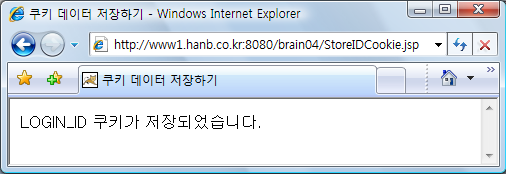 쿠키 데이터 저장하기 - Windows Internet Explorer
http://www1.hanb.co.kr:8080/brain04/StoreIDCookie.jsp
쿠키 데이터 저장하기
LOGIN_ID 쿠키가 저장되었습니다.